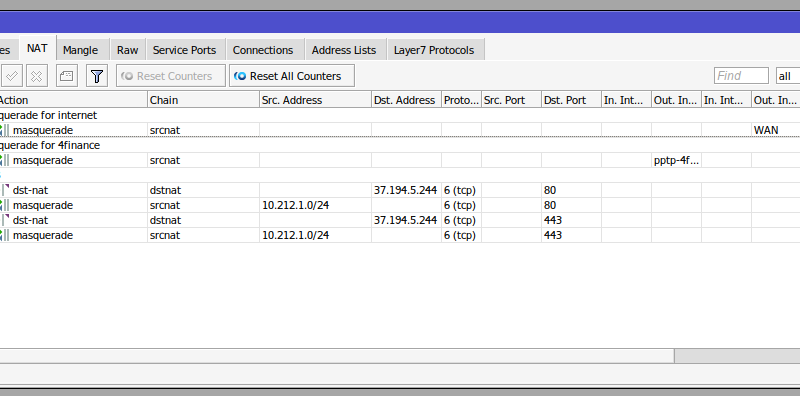 es NAT Mangle Raw Service Ports Connections Address Lists Layer7 Protocols
Reset Counters Reset All Counters Find all
Action Chain Src. Address Dst. Address Proto... Src. Port Dst. Port In. Int... Out. In... In. Int... Out. In...
querade for internet
masquerade srcnat WAN
querade for 4finance
masquerade srcnat pptp-4f...
s
dst-nat dstnat 37.194.5.244 6 (tcp) 80
masquerade srcnat 10.212.1.0/24 6 (tcp) 80
dst-nat dstnat 37.194.5.244 6 (tcp) 443
masquerade srcnat 10.212.1.0/24 6 (tcp) 443